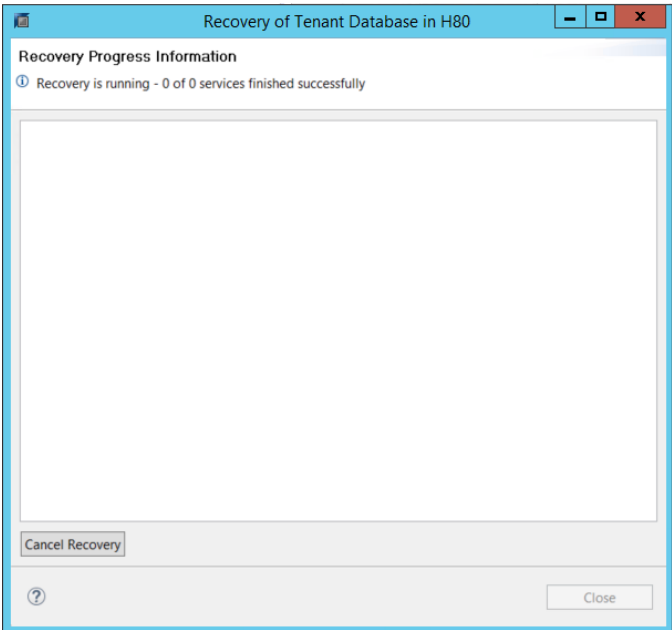 Recovery of Tenant Database in H80
Recovery Progress Information
Recovery is running - 0 of 0 services finished successfully
Cancel Recovery
Close